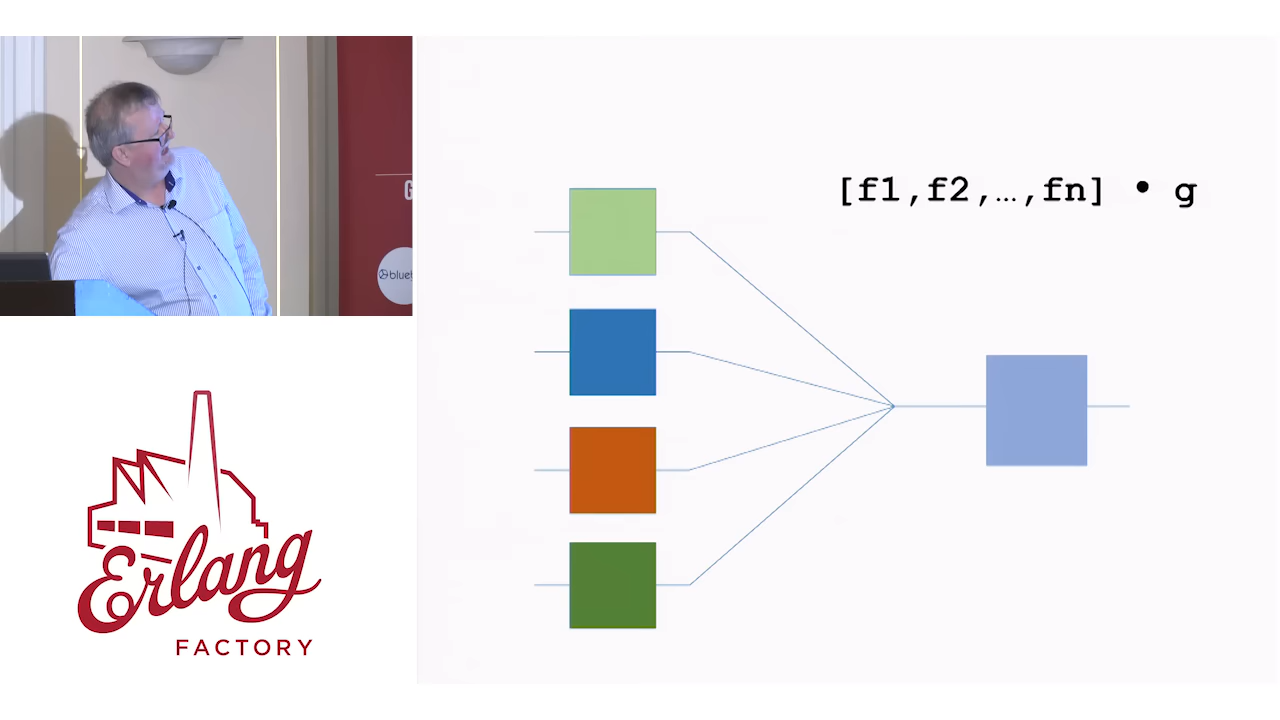 [f1,f2,…,fn] • g
Erlang
FACTORY